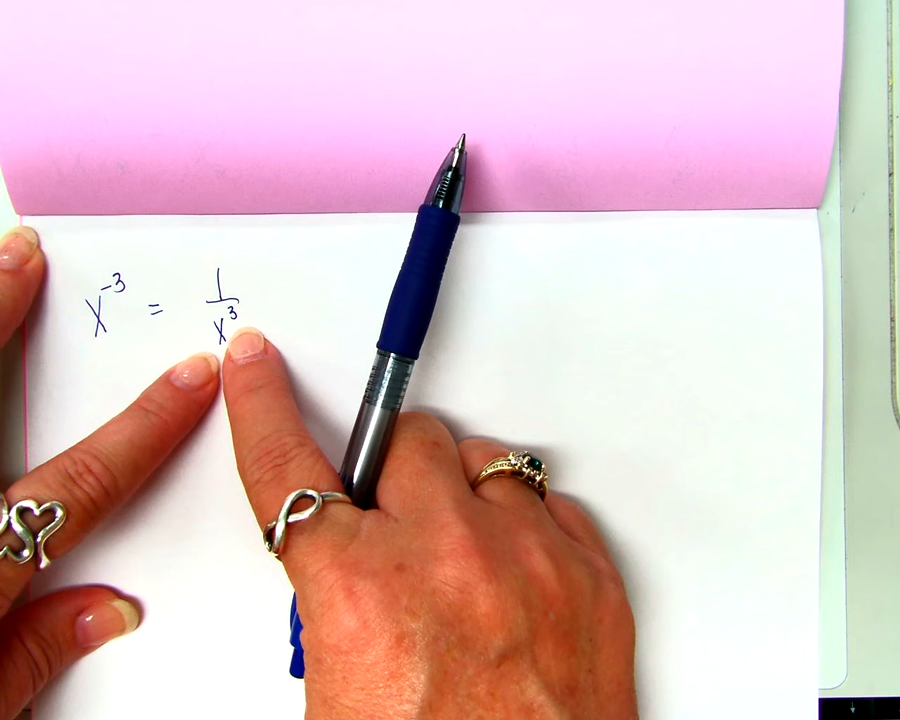 x⁻³ = 1/x³